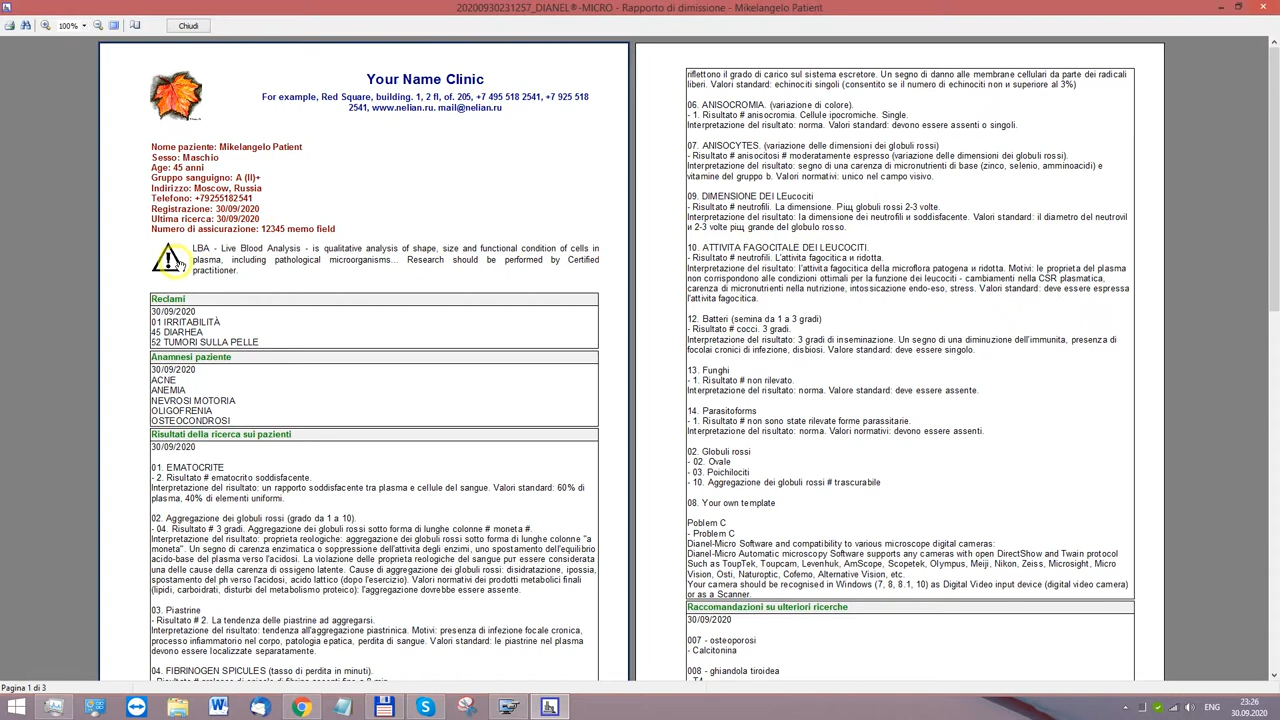 20200930231257_DIANEL®-MICRO - Rapporto di dimissione - Mikelangelo Patient
100%
Chiudi
Your Name Clinic
For example, Red Square, building. 1, 2 fl, of. 205, +7 495 518 2541, +7 925 518
2541, www.nelian.ru. mail@nelian.ru
Nome paziente: Mikelangelo Patient
Sesso: Maschio
Age: 45 anni
Gruppo sanguigno: A (II)+
Indirizzo: Moscow, Russia
Telefono: +79255182541
Registrazione: 30/09/2020
Ultima ricerca: 30/09/2020
Numero di assicurazione: 12345 memo field
LBA - Live Blood Analysis - is qualitative analysis of shape, size and functional condition of cells in
plasma, including pathological microorganisms... Research should be performed by Certified
practitioner.
Reclami
30/09/2020
01 IRRITABILITÀ
45 DIARHEA
52 TUMORI SULLA PELLE
Anamnesi paziente
30/09/2020
ACNE
ANEMIA
NEVROSI MOTORIA
OLIGOFRENIA
OSTEOCONDROSI
Risultati della ricerca sui pazienti
30/09/2020
01. EMATOCRITE
- 2. Risultato # ematocrito soddisfacente.
Interpretazione del risultato: un rapporto soddisfacente tra plasma e cellule del sangue. Valori standard: 60% di
plasma, 40% di elementi uniformi.
02. Aggregazione dei globuli rossi (grado da 1 a 10).
- 04. Risultato # 3 gradi. Aggregazione dei globuli rossi sotto forma di lunghe colonne # moneta #.
Interpretazione del risultato: proprieta reologiche: aggregazione dei globuli rossi sotto forma di lunghe colonne "a
moneta". Un segno di carenza enzimatica o soppressione dell'attivita degli enzimi, uno spostamento dell'equilibrio
acido-base del plasma verso l'acidosi. La violazione delle proprieta reologiche del sangue pur essere considerata
una delle cause della carenza di ossigeno latente. Cause di aggregazione dei globuli rossi: disidratazione, ipossia,
spostamento del ph verso l'acidosi, acido lattico (dopo l'esercizio). Valori normativi dei prodotti metabolici finali
(lipidi, carboidrati, disturbi del metabolismo proteico): l'aggregazione dovrebbe essere assente.
03. Piastrine
- Risultato # 2. La tendenza delle piastrine ad aggregarsi.
Interpretazione del risultato: tendenza all'aggregazione piastrinica. Motivi: presenza di infezione focale cronica,
processo infiammatorio nel corpo, patologia epatica, perdita di sangue. Valori standard: le piastrine nel plasma
devono essere localizzate separatamente.
04. FIBRINOGEN SPICULES (tasso di perdita in minuti).
riflettono il grado di carico sul sistema escretore. Un segno di danno alle membrane cellulari da parte dei radicali
liberi. Valori standard: echinociti singoli (consentito se il numero di echinociti non и superiore al 3%)
06. ANISOCROMIA. (variazione di colore).
- 1. Risultato # anisocromia. Cellule ipocromiche. Single.
Interpretazione del risultato: norma. Valori standard: devono essere assenti o singoli.
07. ANISOCYTES. (variazione delle dimensioni dei globuli rossi)
- Risultato # anisocitosi # moderatamente espresso (variazione delle dimensioni dei globuli rossi).
Interpretazione del risultato: segno di una carenza di micronutrienti di base (zinco, selenio, amminoacidi) e
vitamine del gruppo b. Valori normativi: unico nel campo visivo.
09. DIMENSIONE DEI LEucociti
- Risultato # neutrofili. La dimensione. Piщ globuli rossi 2-3 volte.
Interpretazione del risultato: la dimensione dei neutrofili и soddisfacente. Valori standard: il diametro del neutrovil
и 2-3 volte piщ grande del globulo rosso.
10. ATTIVITA FAGOCITALE DEI LEUCOCITI.
- Risultato # neutrofili. L'attivita fagocitica и ridotta.
Interpretazione del risultato: l'attivita fagocitica della microflora patogena и ridotta. Motivi: le proprieta del plasma
non corrispondono alle condizioni ottimali per la funzione dei leucociti - cambiamenti nella CSR plasmatica,
carenza di micronutrienti nella nutrizione, intossicazione endo-eso, stress. Valori standard: deve essere espressa
l'attivita fagocitica.
12. Batteri (semina da 1 a 3 gradi)
- Risultato # cocci. 3 gradi.
Interpretazione del risultato: 3 gradi di inseminazione. Un segno di una diminuzione dell'immunita, presenza di
focolai cronici di infezione, disbiosi. Valore standard: deve essere singolo.
13. Funghi
- 1. Risultato # non rilevato.
Interpretazione del risultato: norma. Valore standard: deve essere assente.
14. Parasitoforms
- 1. Risultato # non sono state rilevate forme parassitarie.
Interpretazione del risultato: norma. Valori normativi: devono essere assenti.
02. Globuli rossi
- 02. Ovale
- 03. Poichilociti
- 10. Aggregazione dei globuli rossi # trascurabile
08. Your own template
Poblem C
- Problem C
Dianel-Micro Software and compatibility to various microscope digital cameras:
Dianel-Micro Automatic microscopy Software supports any cameras with open DirectShow and Twain protocol
Such as ToupTek, Toupcam, Levenhuk, AmScope, Scopetek, Olympus, Meiji, Nikon, Zeiss, Microsight, Micro
Vision, Osti, Naturoptic, Cofemo, Alternative Vision, etc.
Your camera should be recognised in Windows (7, 8, 8.1, 10) as Digital Video input device (digital video camera)
or as a Scanner.
Raccomandazioni su ulteriori ricerche
30/09/2020
007 - osteoporosi
- Calcitonina
008 - ghiandola tiroidea
Pagina 1 di 3
ENG
23:26
30.09.2020